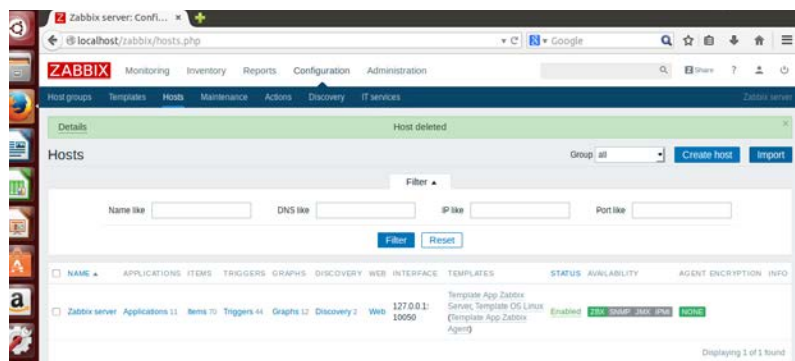 Zabbix server: Confi... ×
localhost/zabbix/hosts.php
Google
ZABBIX Monitoring Inventory Reports Configuration Administration
Share ?
Host groups Templates Hosts Maintenance Actions Discovery IT services Zabbix server
Details Host deleted ×
Hosts Group all Create host Import
Filter ▲
Name like DNS like IP like Port like
Filter Reset
NAME ▲ APPLICATIONS ITEMS TRIGGERS GRAPHS DISCOVERY WEB INTERFACE TEMPLATES STATUS AVAILABILITY AGENT ENCRYPTION INFO
Zabbix server Applications 11 Items 70 Triggers 44 Graphs 12 Discovery 2 Web 127.0.0.1: 10050 Template App Zabbix Server, Template OS Linux (Template App Zabbix Agent) Enabled ZBX SNMP JMX IPMI NONE
Displaying 1 of 1 found